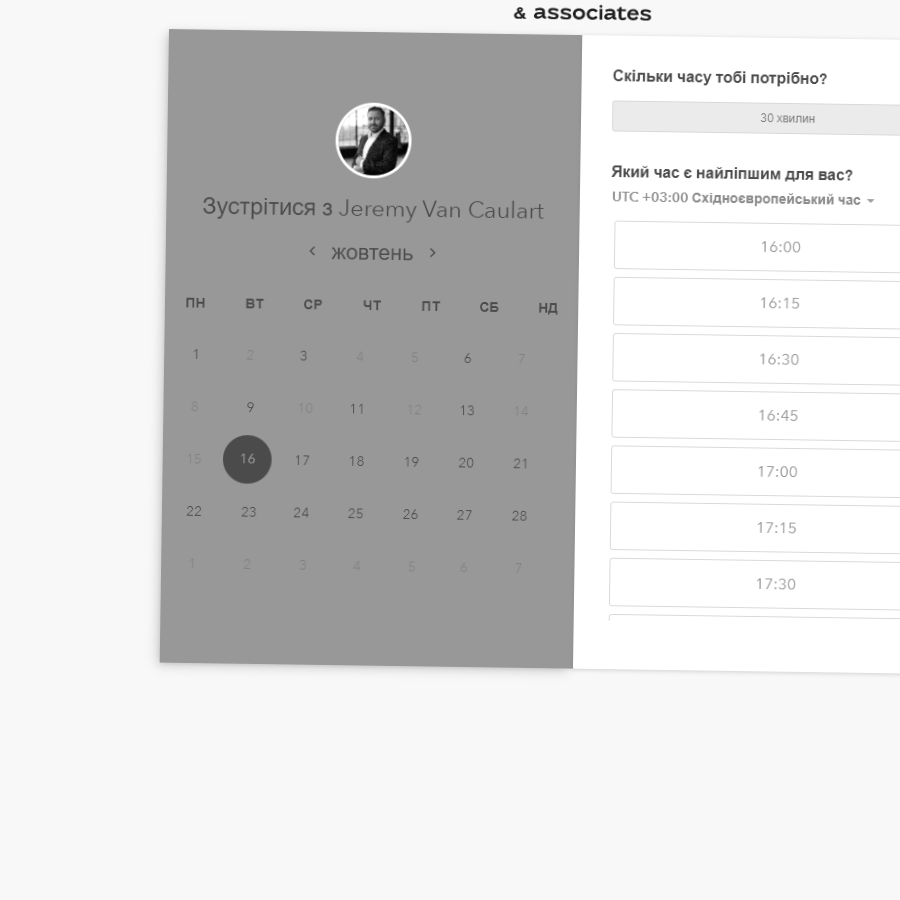 & associates
Зустрітися з Jeremy Van Caulart
жовтень
ПН ВТ СР ЧТ ПТ СБ НД
1 2 3 4 5 6 7
8 9 10 11 12 13 14
15 16 17 18 19 20 21
22 23 24 25 26 27 28
1 2 3 4 5 6 7
Скільки часу тобі потрібно?
30 хвилин
Який час є найліпшим для вас?
UTC +03:00 Східноєвропейський час
16:00
16:15
16:30
16:45
17:00
17:15
17:30